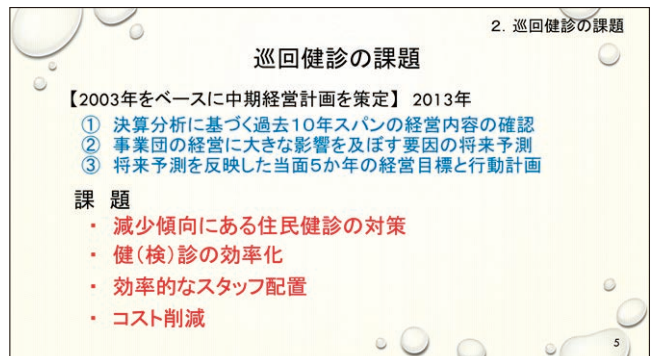 2. 巡回健診の課題
巡回健診の課題
【2003年をベースに中期経営計画を策定】 2013年
① 決算分析に基づく過去10年スパンの経営内容の確認
② 事業団の経営に大きな影響を及ぼす要因の将来予測
③ 将来予測を反映した当面5か年の経営目標と行動計画
課 題
・ 減少傾向にある住民健診の対策
・ 健(検)診の効率化
・ 効率的なスタッフ配置
・ コスト削減
5